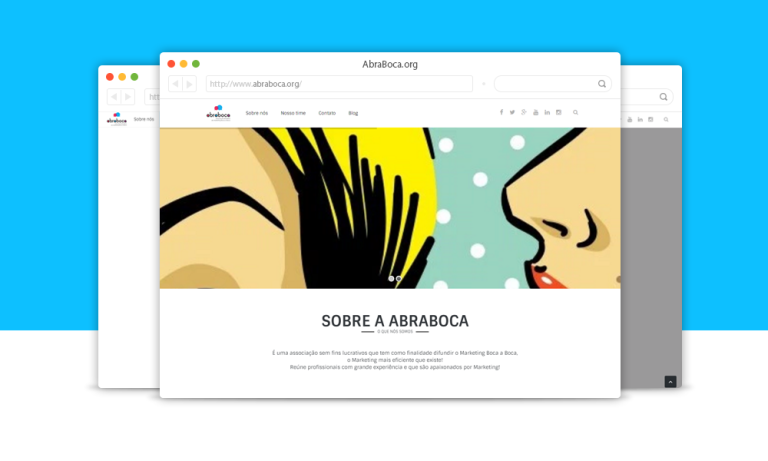 AbraBoca.org
http://www.abraboca.org/
htt
abraboca
Sobre nós
abraboca
Sobre nós
Nosso time
Contato
Blog
SOBRE A ABRABOCA
O QUE NÓS SOMOS
É uma associação sem fins lucrativos que tem como finalidade difundir o Marketing Boca a Boca,
o Marketing mais eficiente que existe!
Reúne profissionais com grande experiência e que são apaixonados por Marketing!